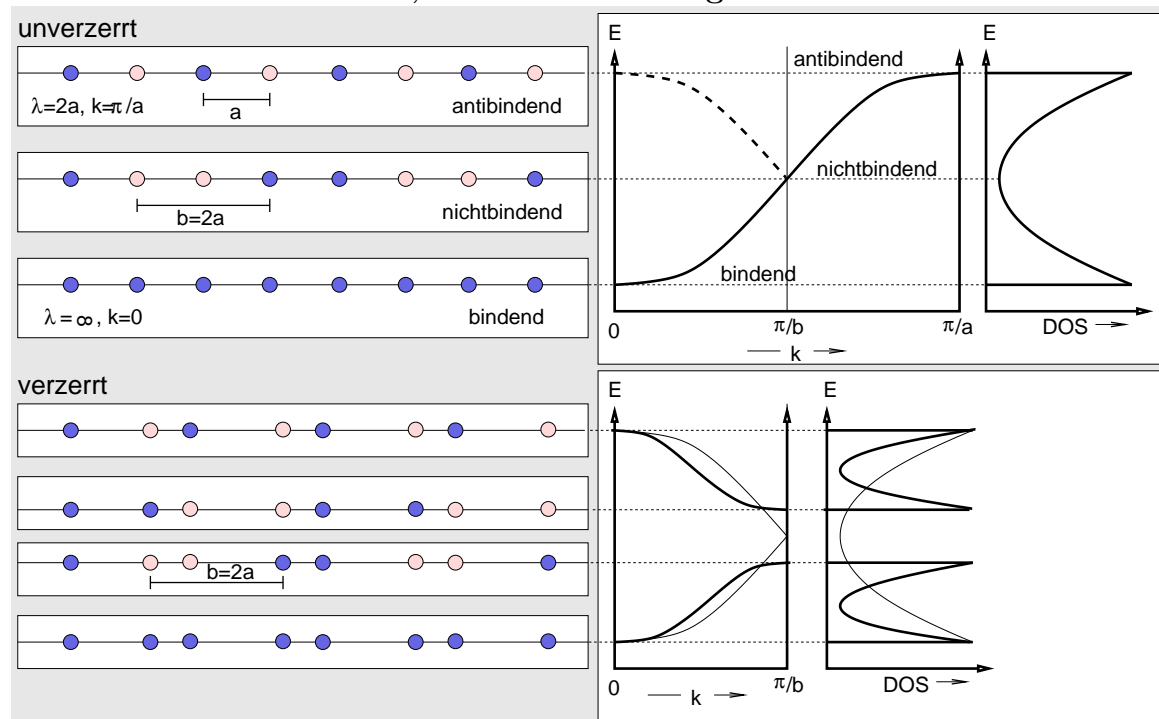 unverzerrt
λ=2a, k=π/a
a
antibindend
b=2a
nichtbindend
λ = ∞, k=0
bindend
E
E
antibindend
nichtbindend
bindend
0
π/b
π/a
k
DOS
verzerrt
b=2a
E
E
0
π/b
k
DOS